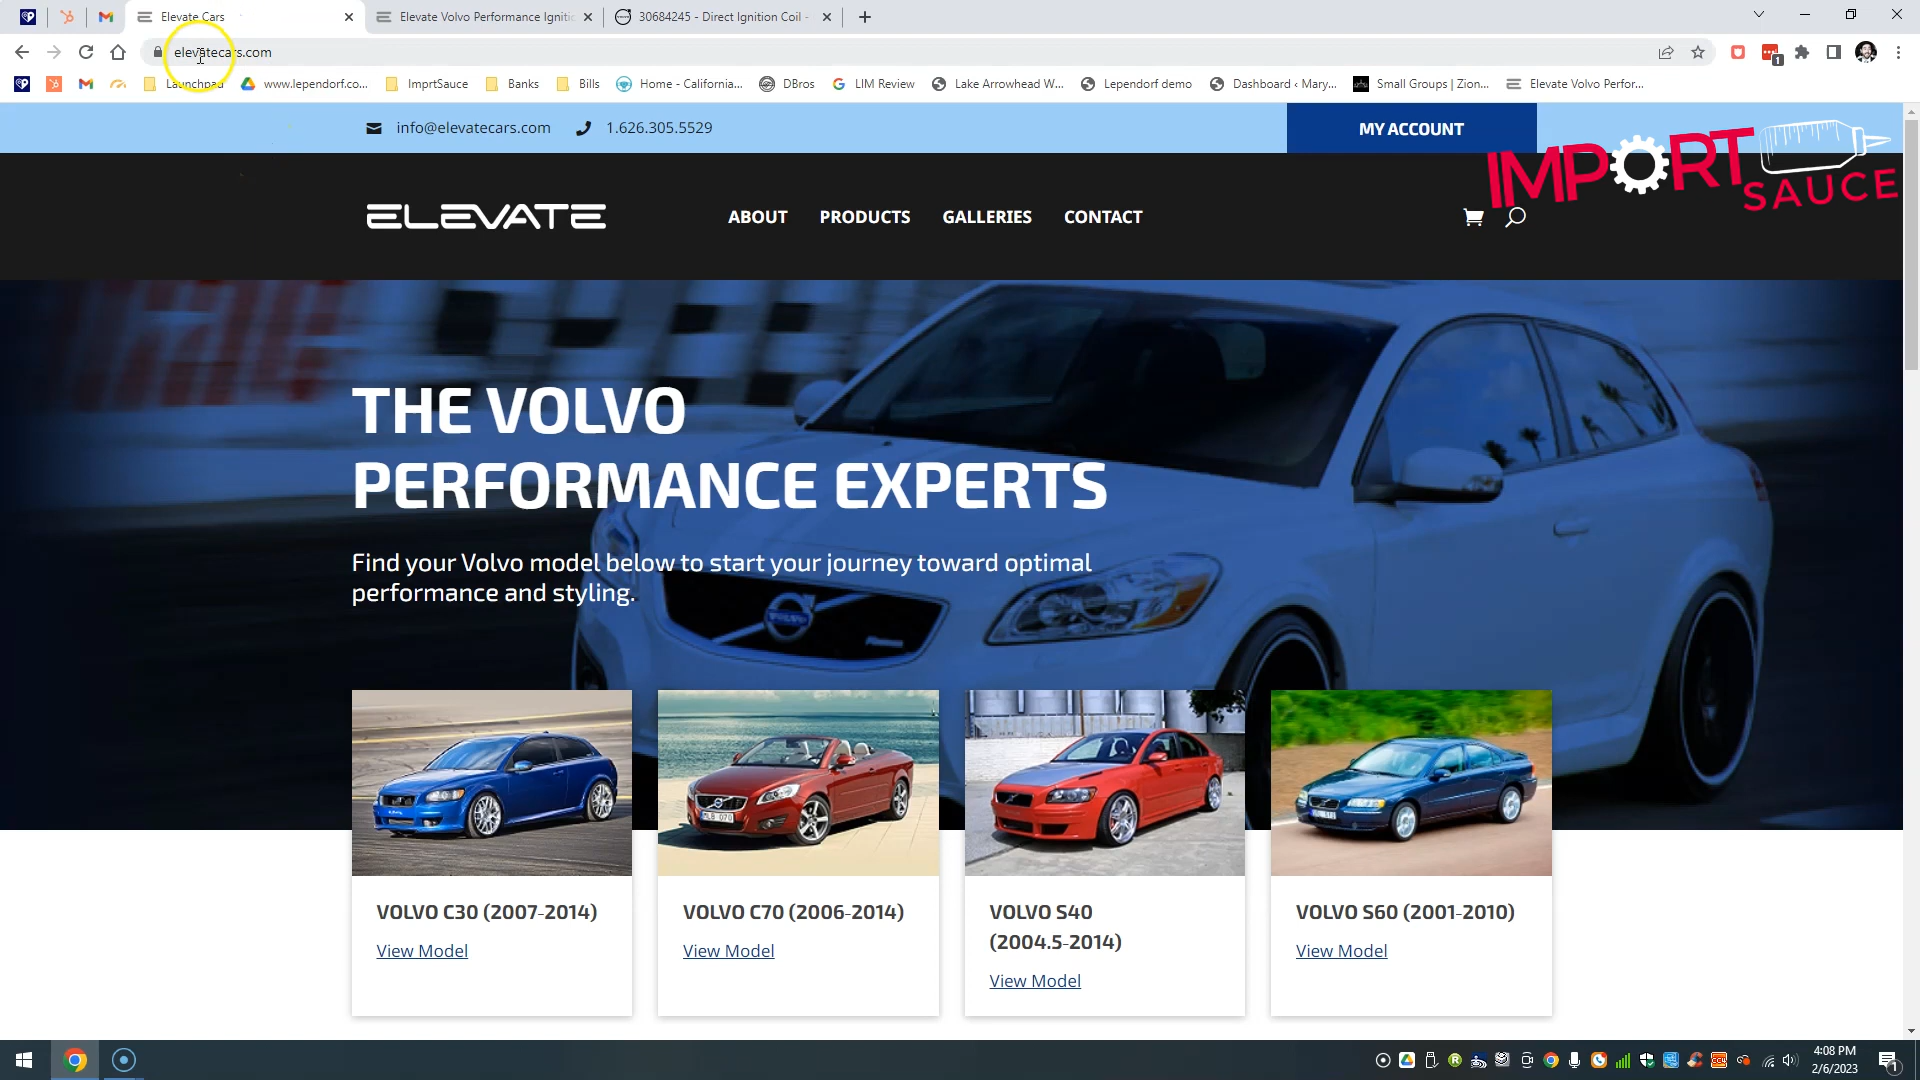 Elevate Cars
Elevate Volvo Performance Igniti
30684245 - Direct Ignition Coil -
elevatecars.com
1
Launchpad
www.lependorf.co...
ImprtSauce
Banks
Bills
Home - California...
DBros
LIM Review
Lake Arrowhead W...
Lependorf demo
Dashboard ‹ Mary...
Small Groups | Zion...
Elevate Volvo Perfor...
info@elevatecars.com
1.626.305.5529
MY ACCOUNT
IMPORT
SAUCE
ELEVATE
ABOUT
PRODUCTS
GALLERIES
CONTACT
THE VOLVO
PERFORMANCE EXPERTS
Find your Volvo model below to start your journey toward optimal
performance and styling.
VOLVO C30 (2007-2014)
View Model
VOLVO C70 (2006-2014)
View Model
VOLVO S40
(2004.5-2014)
View Model
VOLVO S60 (2001-2010)
View Model
4:08 PM
2/6/2023
1